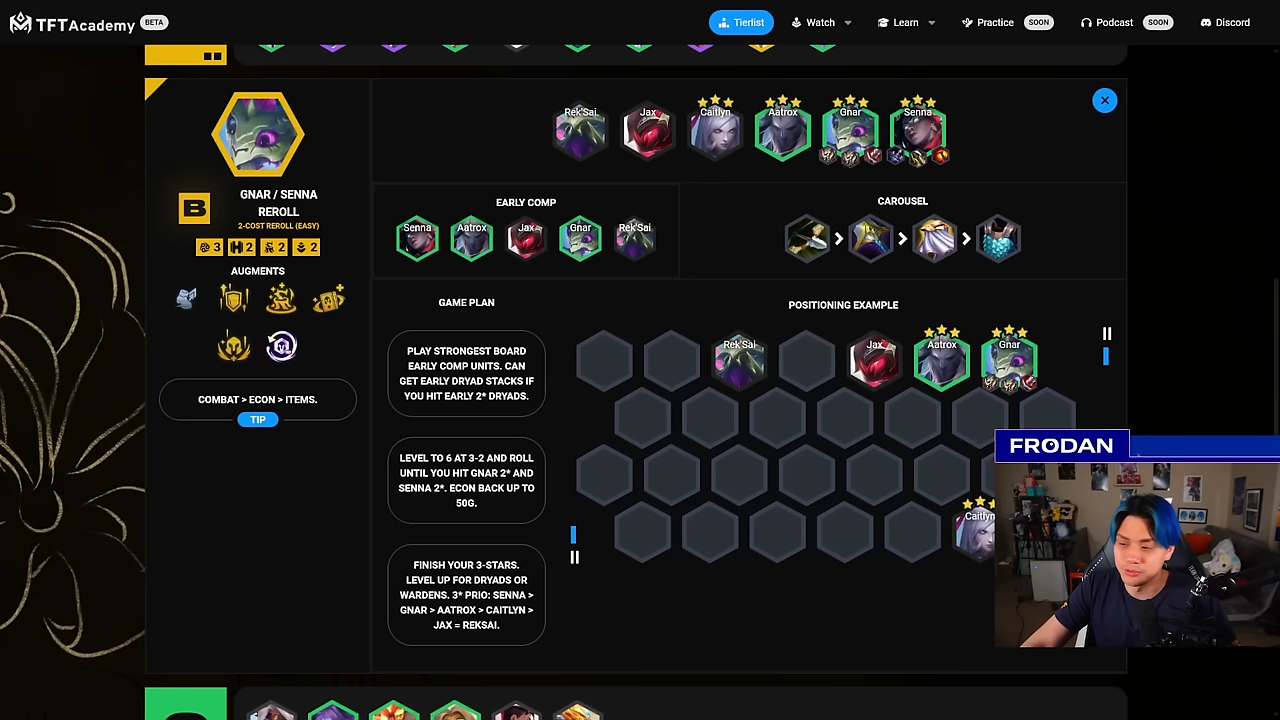 TFTAcademy BETA
Tierlist
Watch
Learn
Practice SOON
Podcast SOON
Discord
B
GNAR / SENNA
REROLL
2-COST REROLL (EASY)
3 2 2 2
AUGMENTS
COMBAT > ECON > ITEMS.
TIP
Rek'Sai Jax Caitlyn Aatrox Gnar Senna
EARLY COMP
Senna Aatrox Jax Gnar Rek'Sai
CAROUSEL
GAME PLAN
PLAY STRONGEST BOARD
EARLY COMP UNITS. CAN
GET EARLY DRYAD STACKS IF
YOU HIT EARLY 2* DRYADS.
LEVEL TO 6 AT 3-2 AND ROLL
UNTIL YOU HIT GNAR 2* AND
SENNA 2*. ECON BACK UP TO
50G.
FINISH YOUR 3-STARS.
LEVEL UP FOR DRYADS OR
WARDENS. 3* PRIO: SENNA >
GNAR > AATROX > CAITLYN >
JAX = REKSAI.
POSITIONING EXAMPLE
Rek'Sai Jax Aatrox Gnar
Caitlyn
FRODAN